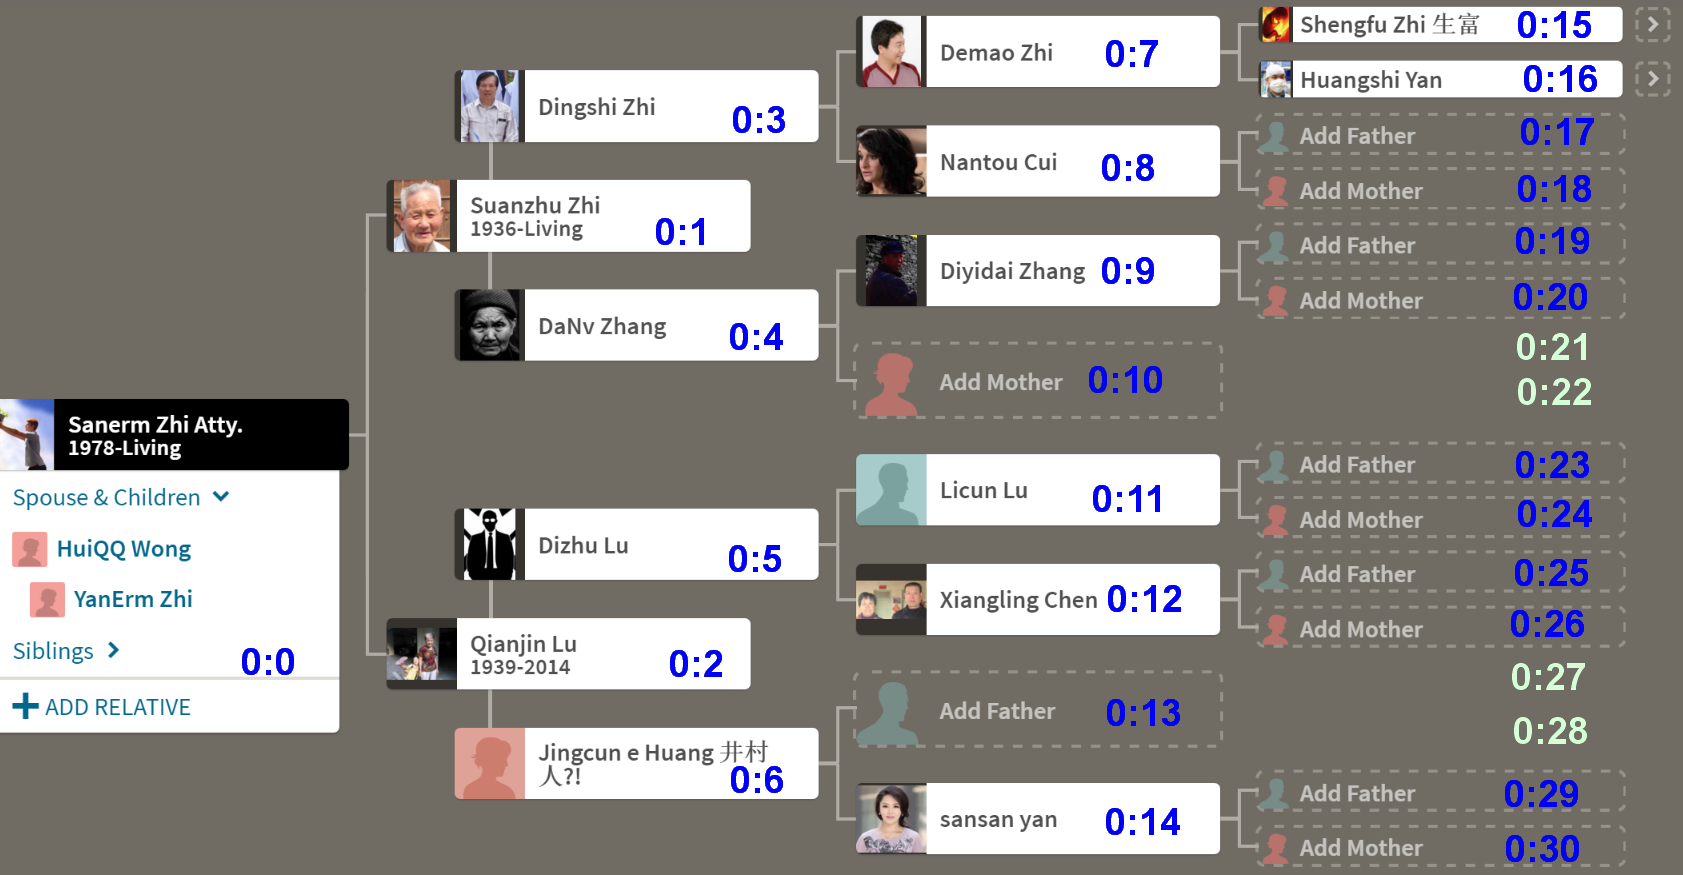 Demao Zhi 0:7
Shengfu Zhi 生富 0:15
Huangshi Yan 0:16
Dingshi Zhi 0:3
Add Father 0:17
Nantou Cui 0:8
Add Mother 0:18
Suanzhu Zhi
1936-Living 0:1
Add Father 0:19
Diyidai Zhang 0:9
Add Mother 0:20
DaNv Zhang 0:4
0:21
Add Mother 0:10
0:22
Sanerm Zhi Atty.
1978-Living
Spouse & Children
HuiQQ Wong
YanErm Zhi
Siblings
0:0
ADD RELATIVE
Add Father 0:23
Licun Lu 0:11
Add Mother 0:24
Dizhu Lu 0:5
Add Father 0:25
Xiangling Chen 0:12
Add Mother 0:26
Qianjin Lu
1939-2014 0:2
0:27
Add Father 0:13
0:28
Jingcun e Huang 井村
人?! 0:6
Add Father 0:29
sansan yan 0:14
Add Mother 0:30